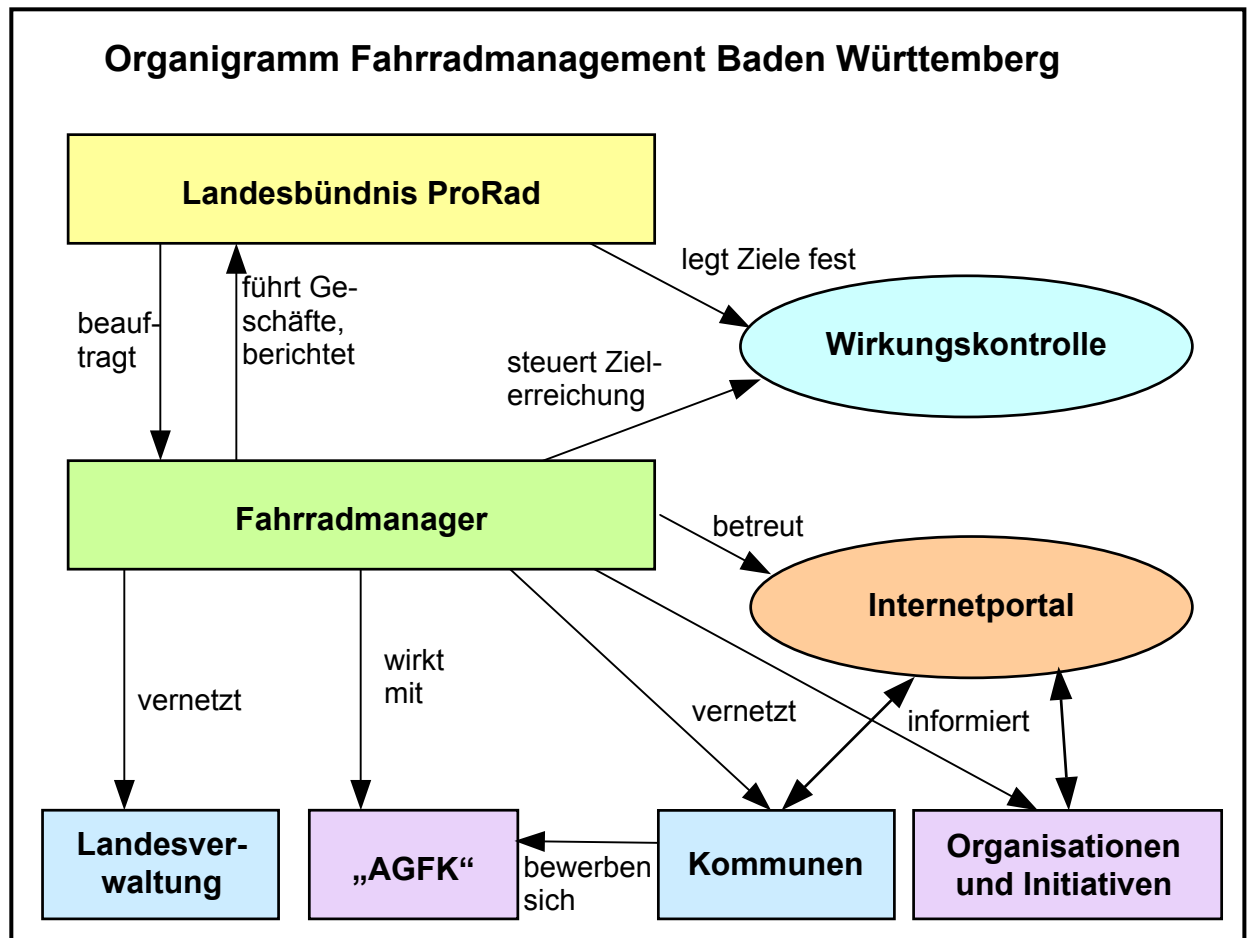 Organigramm Fahrradmanagement Baden Württemberg
Landesbündnis ProRad
legt Ziele fest
führt Ge-
schäfte,
berichtet
beauf-
tragt
Wirkungskontrolle
steuert Ziel-
erreichung
Fahrradmanager
betreut
Internetportal
wirkt
mit
vernetzt
vernetzt
informiert
Landesver-
waltung
„AGFK“
bewerben
sich
Kommunen
Organisationen
und Initiativen